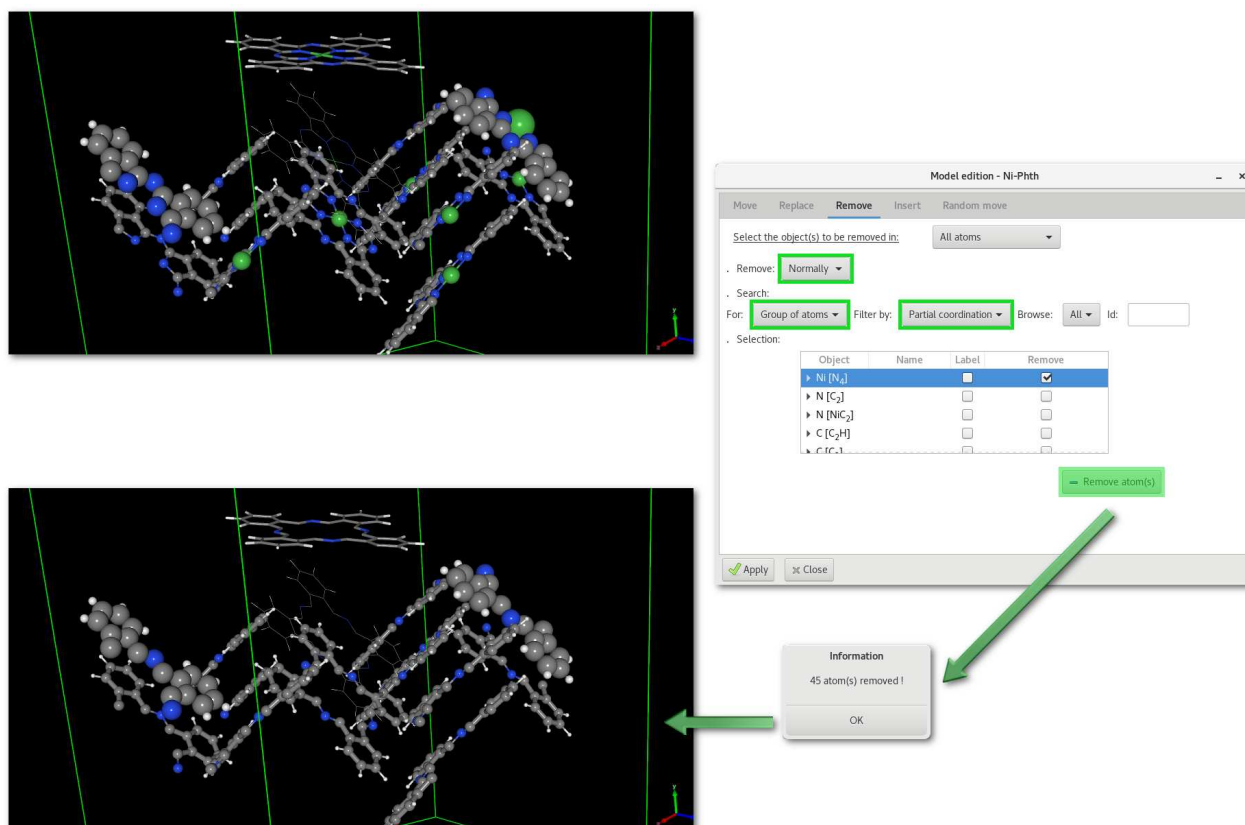 Model edition - Ni-Phth
Move Replace Remove Insert Random move
Select the object(s) to be removed in: All atoms
. Remove: Normally
. Search:
For: Group of atoms Filter by: Partial coordination Browse: All Id:
. Selection:
Object Name Label Remove
Ni [N₄]
N [C₂]
N [NiC₂]
C [C₂H]
Remove atom(s)
Apply Close
Information
45 atom(s) removed !
OK